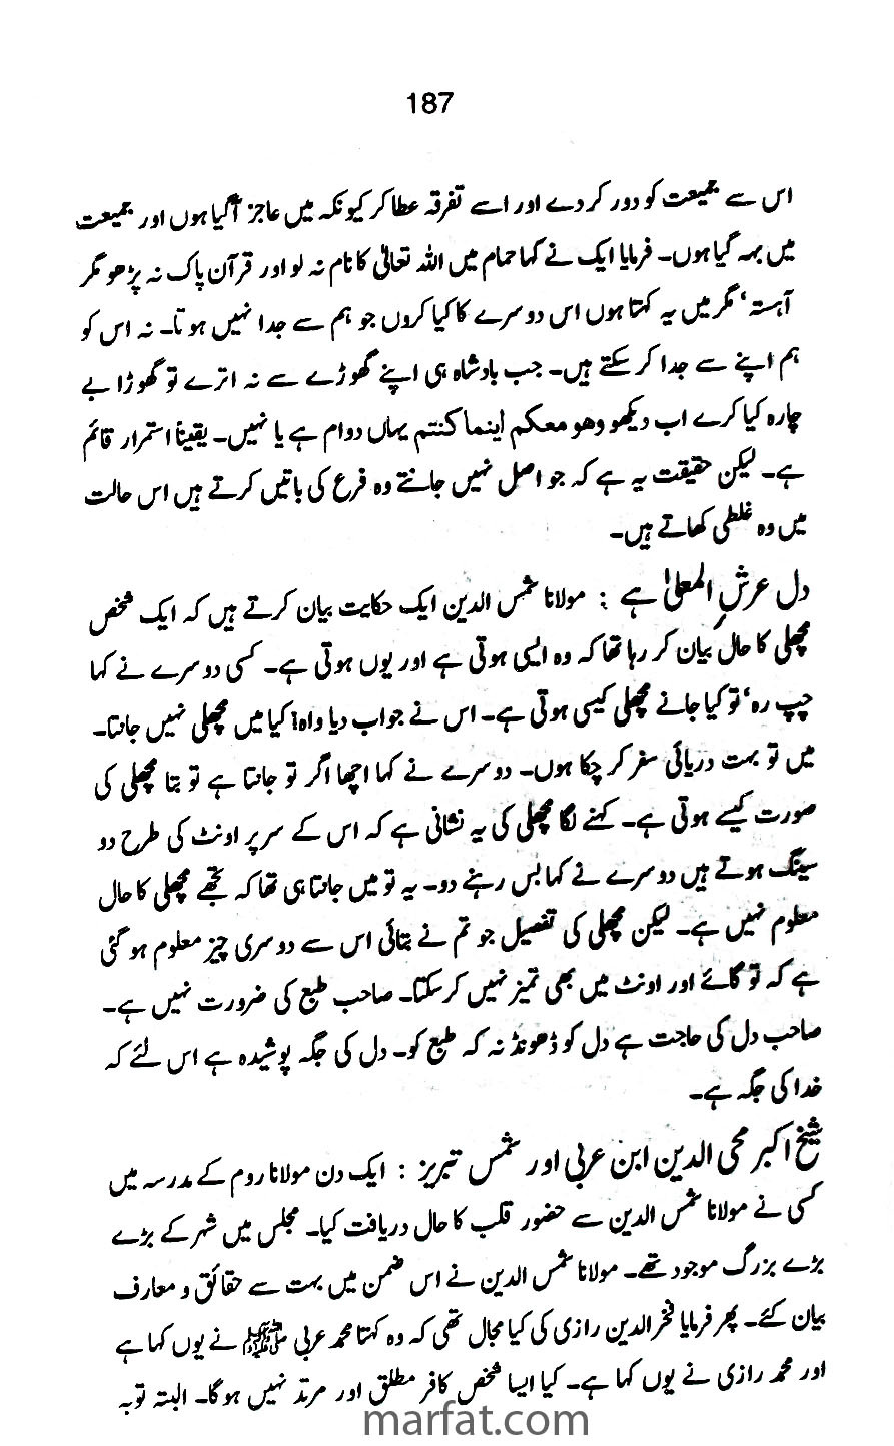 187
اس سے جمیعت کو دور کر دے اور اسے تفرقہ عطا کر کیونکہ میں عاجز آگیا ہوں اور جمیعت
میں بہہ گیا ہوں۔ فرمایا ایک نے کہا حمام میں اللہ تعالیٰ کا نام نہ لو اور قرآن پاک نہ پڑھو مگر
آہستہ، مگر میں یہ کہتا ہوں اس دوسرے کا کیا کروں جو ہم سے جدا نہیں ہوتا۔ نہ اس کو
ہم اپنے سے جدا کر سکتے ہیں۔ جب بادشاہ ہی اپنے گھوڑے سے نہ اترے تو گھوڑا بے
چارہ کیا کرے اب دیکھو وھو معکم اینما کنتم یہاں دوام ہے یا نہیں۔ یقیناً استمرار قائم
ہے۔ لیکن حقیقت یہ ہے کہ جو اصل نہیں جانتے وہ فرع کی باتیں کرتے ہیں اس حالت
میں وہ غلطی کھاتے ہیں۔
دل عرشِ المعلیٰ ہے : مولانا شمس الدین ایک حکایت بیان کرتے ہیں کہ ایک شخص
مچھلی کا حال بیان کر رہا تھا کہ وہ ایسی ہوتی ہے اور یوں ہوتی ہے۔ کسی دوسرے نے کہا
چپ رہ، تو کیا جانے مچھلی کیسی ہوتی ہے۔ اس نے جواب دیا واہ! کیا میں مچھلی نہیں جانتا۔
میں تو بہت دریائی سفر کر چکا ہوں۔ دوسرے نے کہا اچھا اگر تو جانتا ہے تو بتا مچھلی کی
صورت کیسے ہوتی ہے۔ کہنے لگا مچھلی کی یہ نشانی ہے کہ اس کے سر پر اونٹ کی طرح دو
سینگ ہوتے ہیں دوسرے نے کہا بس رہنے دو۔ یہ تو میں جانتا ہی تھا کہ تجھے مچھلی کا حال
معلوم نہیں ہے۔ لیکن مچھلی کی تفصیل جو تم نے بتائی اس سے دوسری چیز معلوم ہو گئی
ہے کہ تو گائے اور اونٹ میں بھی تمیز نہیں کر سکتا۔ صاحب طبع کی ضرورت نہیں ہے۔
صاحب دل کی حاجت ہے دل کو ڈھونڈ نہ کہ طبع کو۔ دل کی جگہ پوشیدہ ہے اس لئے کہ
خدا کی جگہ ہے۔
شیخ اکبر محی الدین ابن عربی اور شمس تبریز : ایک دن مولانا روم کے مدرسہ میں
کسی نے مولانا شمس الدین سے حضور قلب کا حال دریافت کیا۔ مجلس میں شہر کے بڑے
بڑے بزرگ موجود تھے۔ مولانا شمس الدین نے اس ضمن میں بہت سے حقائق و معارف
بیان کئے۔ پھر فرمایا فخر الدین رازی کی کیا مجال تھی کہ وہ کہتا محمد عربی ﷺ نے یوں کہا ہے
اور محمد رازی نے یوں کہا ہے۔ کیا ایسا شخص کافر مطلق اور مرتد نہیں ہوگا۔ البتہ توبہ
marfat.com